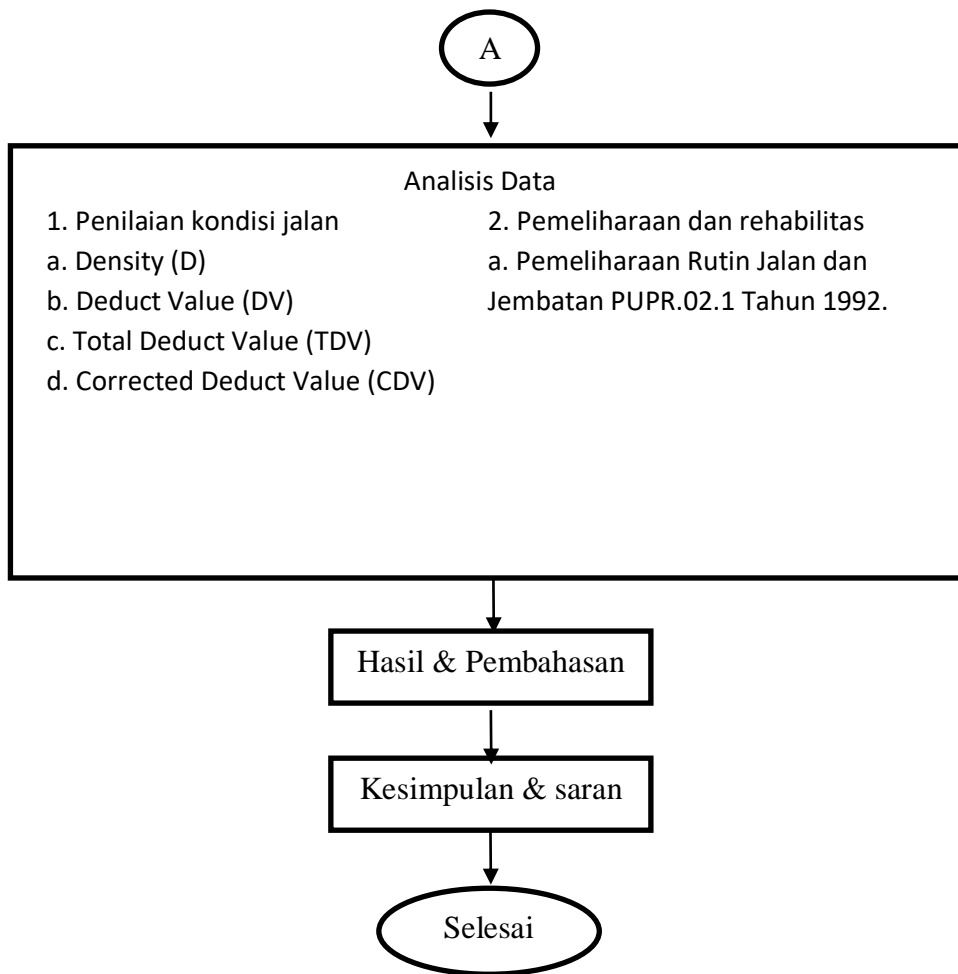 A
Analisis Data
1. Penilaian kondisi jalan
a. Density (D)
b. Deduct Value (DV)
c. Total Deduct Value (TDV)
d. Corrected Deduct Value (CDV)
2. Pemeliharaan dan rehabilitas
a. Pemeliharaan Rutin Jalan dan
Jembatan PUPR.02.1 Tahun 1992.
Hasil & Pembahasan
Kesimpulan & saran
Selesai